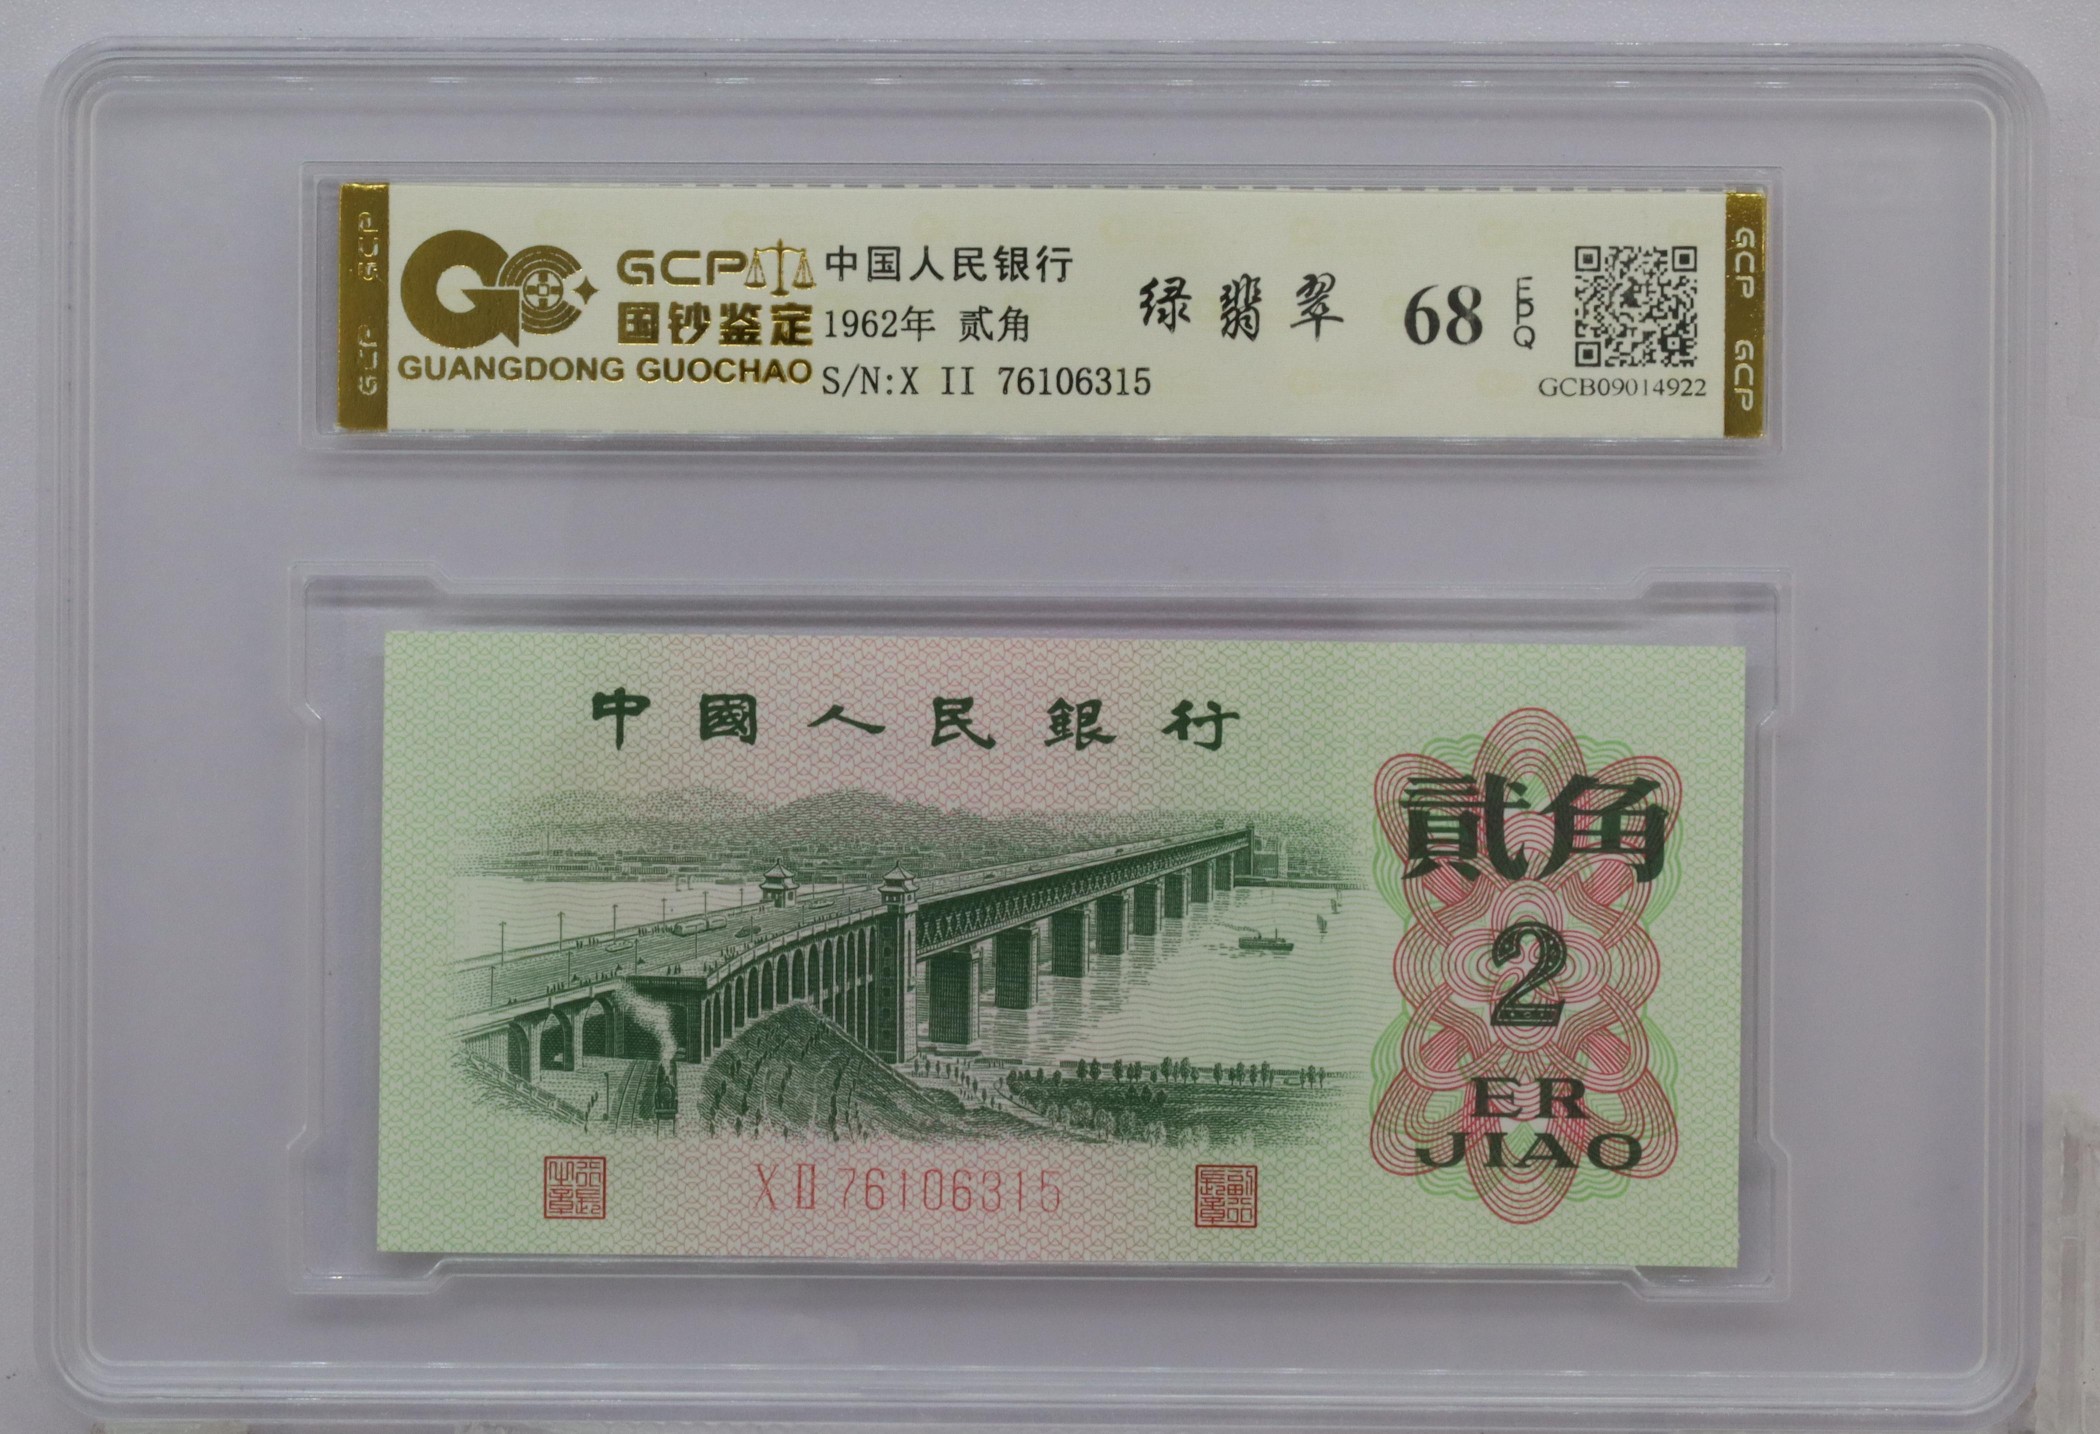 GCP
GCP
GCP
国钞鉴定
GUANGDONG GUOCHAO
中国人民银行
1962年 贰角
S/N:X II 76106315
绿翡翠
68
EPQ
GCB09014922
GCP
GCP
中國人民銀行
貳角
2
ER
JIAO
X II 76106315